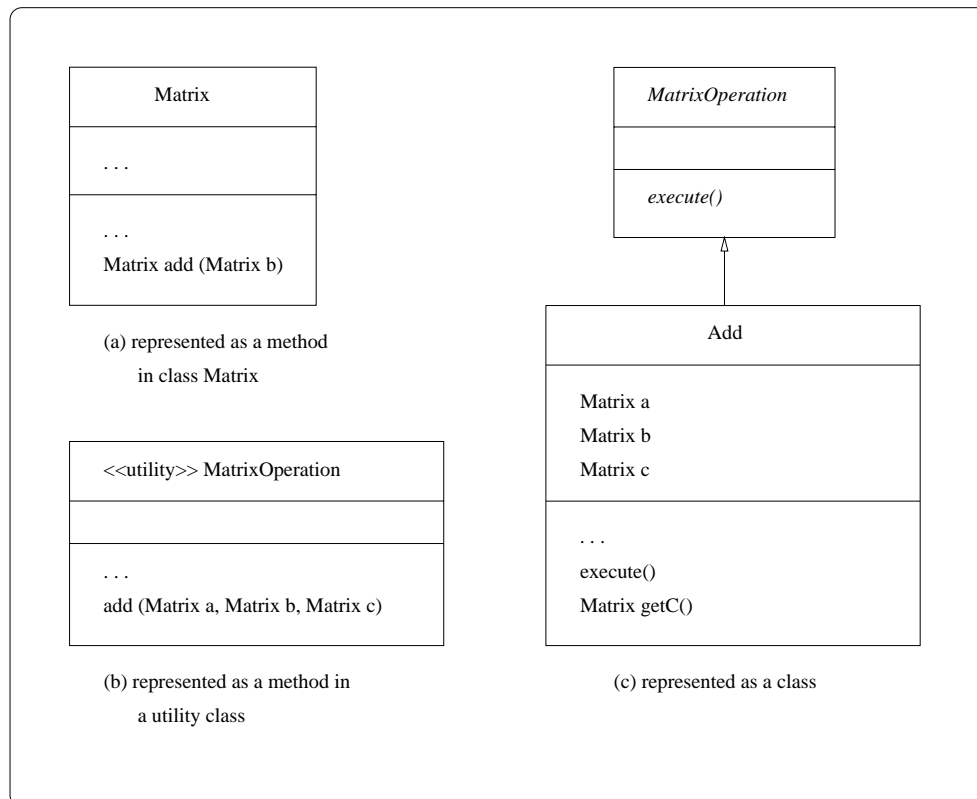 Matrix
. . .
. . .
Matrix add (Matrix b)
(a) represented as a method
in class Matrix
<<utility>> MatrixOperation
. . .
add (Matrix a, Matrix b, Matrix c)
(b) represented as a method in
a utility class
MatrixOperation
execute()
Add
Matrix a
Matrix b
Matrix c
. . .
execute()
Matrix getC()
(c) represented as a class